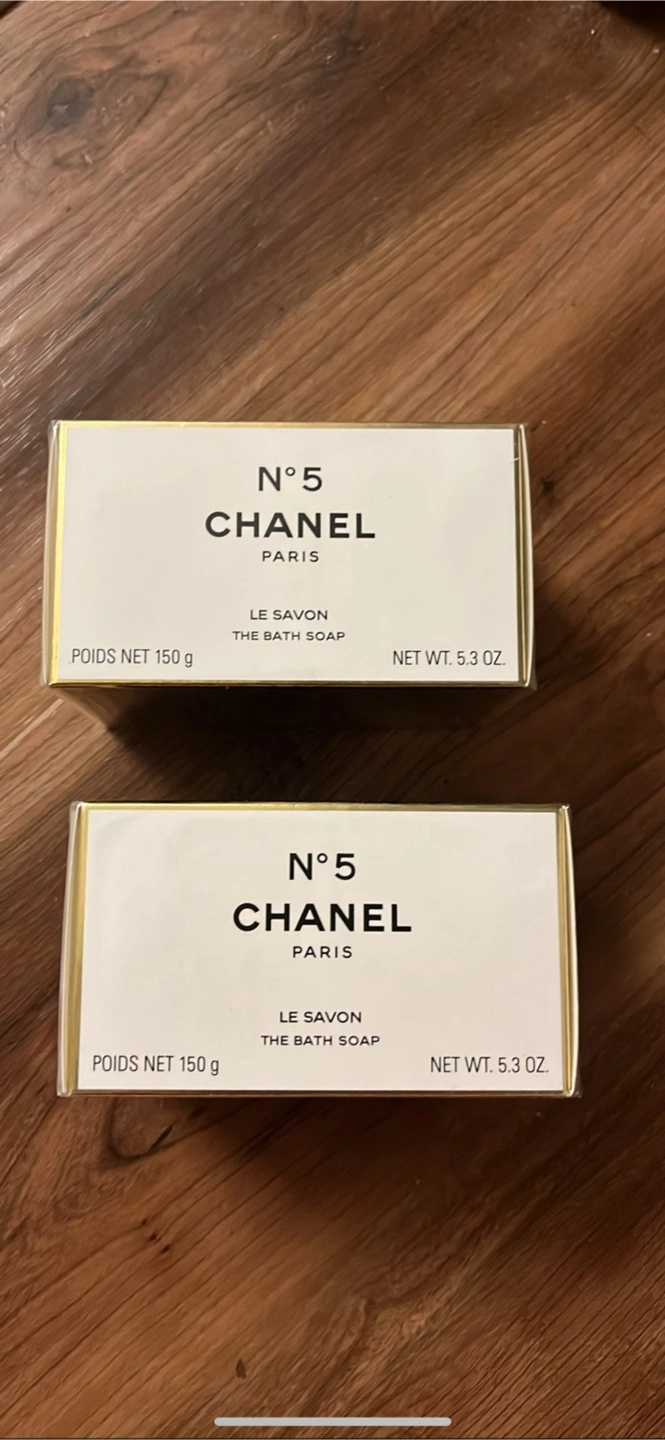 N°5
CHANEL
PARIS
LE SAVON
THE BATH SOAP
POIDS NET 150 g NET WT. 5.3 OZ.
N°5
CHANEL
PARIS
LE SAVON
THE BATH SOAP
POIDS NET 150 g NET WT. 5.3 OZ.